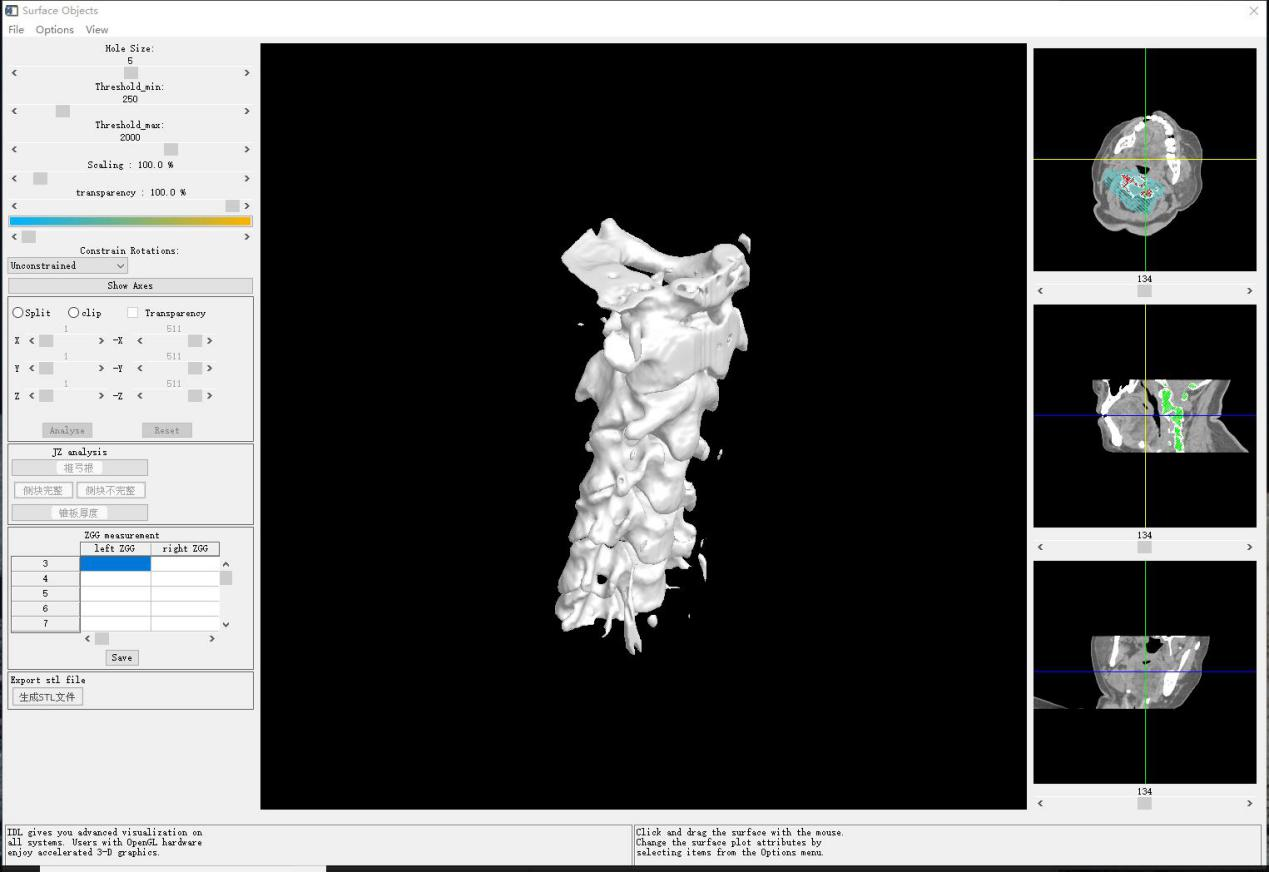 Surface Objects
File Options View
Hole Size:
5
Threshold_min:
250
Threshold_max:
2000
Scaling : 100.0 %
transparency : 100.0 %
Constrain Rotations:
Unconstrained
Show Axes
Split clip Transparency
1 511
X -X
1 511
Y -Y
1 511
Z -Z
Analyse Reset
JZ analysis
椎弓根
侧块完整 侧块不完整
锥板厚度
ZGG measurement
left ZGG right ZGG
3
4
5
6
7
Save
Export stl file
生成STL文件
134
134
134
IDL gives you advanced visualization on
all systems. Users with OpenGL hardware
enjoy accelerated 3-D graphics.
Click and drag the surface with the mouse.
Change the surface plot attributes by
selecting items from the Options menu.